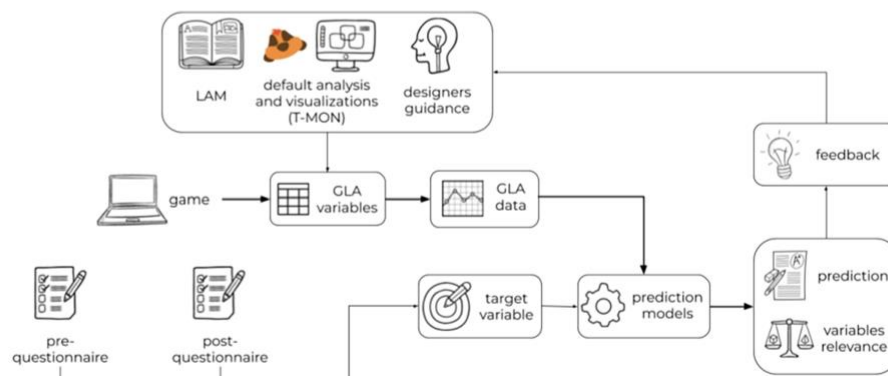 LAM
default analysis
and visualizations
(T-MON)
designers
guidance
feedback
game
GLA
variables
GLA
data
target
variable
prediction
models
prediction
variables
relevance
pre-
questionnaire
post-
questionnaire